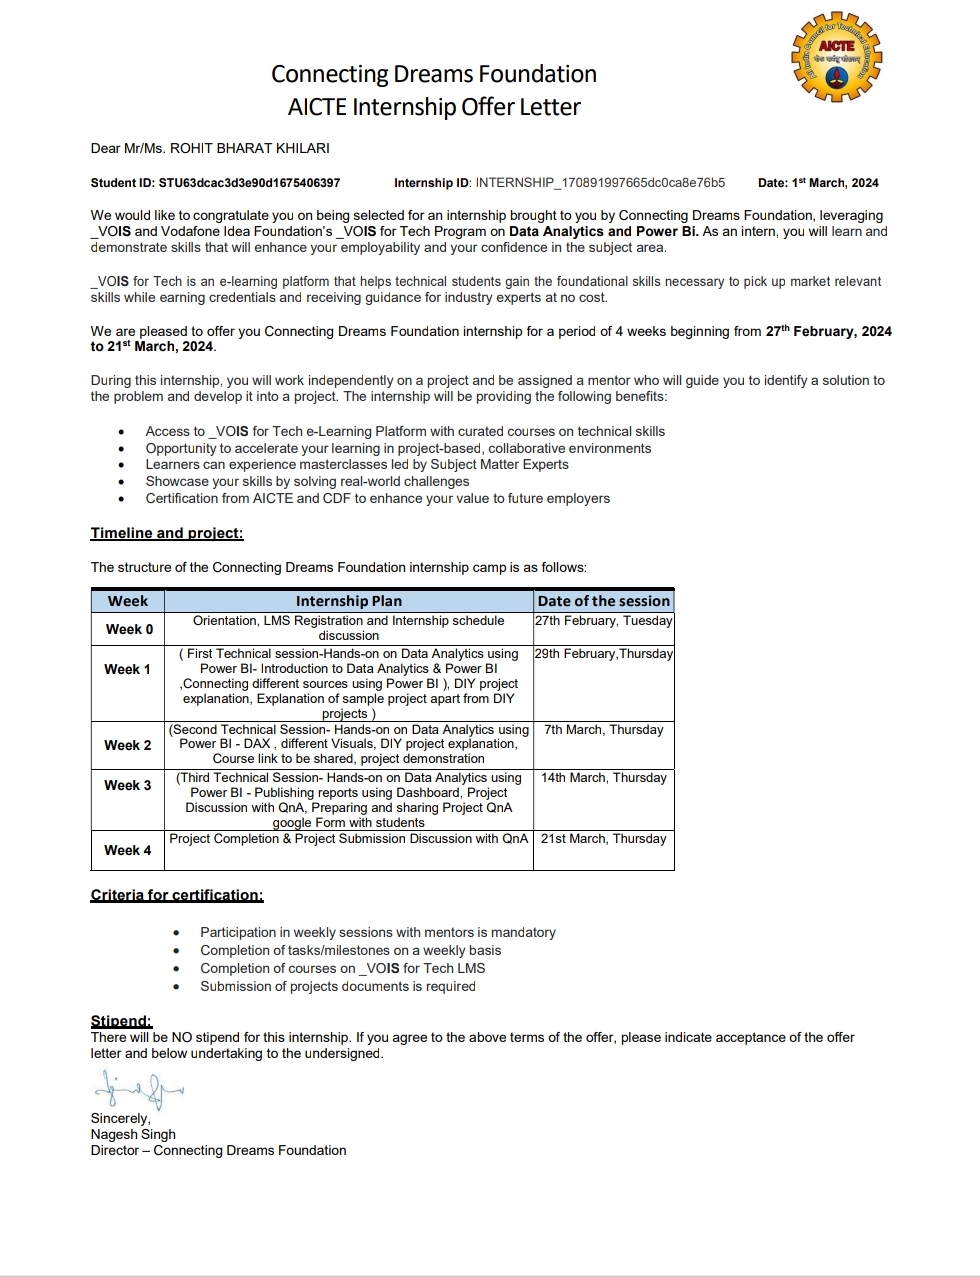 All India Council for Technical Education
AICTE
Connecting Dreams Foundation
AICTE Internship Offer Letter
Dear Mr/Ms. ROHIT BHARAT KHILARI
Student ID: STU63dcac3d3e90d1675406397 Internship ID: INTERNSHIP_170891997665dc0ca8e76b5 Date: 1st March, 2024
We would like to congratulate you on being selected for an internship brought to you by Connecting Dreams Foundation, leveraging
_VOIS and Vodafone Idea Foundation's _VOIS for Tech Program on Data Analytics and Power Bi. As an intern, you will learn and
demonstrate skills that will enhance your employability and your confidence in the subject area.
_VOIS for Tech is an e-learning platform that helps technical students gain the foundational skills necessary to pick up market relevant
skills while earning credentials and receiving guidance for industry experts at no cost.
We are pleased to offer you Connecting Dreams Foundation internship for a period of 4 weeks beginning from 27th February, 2024
to 21st March, 2024.
During this internship, you will work independently on a project and be assigned a mentor who will guide you to identify a solution to
the problem and develop it into a project. The internship will be providing the following benefits:
• Access to _VOIS for Tech e-Learning Platform with curated courses on technical skills
• Opportunity to accelerate your learning in project-based, collaborative environments
• Learners can experience masterclasses led by Subject Matter Experts
• Showcase your skills by solving real-world challenges
• Certification from AICTE and CDF to enhance your value to future employers
Timeline and project:
The structure of the Connecting Dreams Foundation internship camp is as follows:
Week Internship Plan Date of the session
Week 0 Orientation, LMS Registration and Internship schedule 27th February, Tuesday
discussion
Week 1 ( First Technical session-Hands-on on Data Analytics using 29th February,Thursday
Power BI- Introduction to Data Analytics & Power BI
,Connecting different sources using Power BI ), DIY project
explanation, Explanation of sample project apart from DIY
projects )
Week 2 (Second Technical Session- Hands-on on Data Analytics using 7th March, Thursday
Power BI - DAX , different Visuals, DIY project explanation,
Course link to be shared, project demonstration
Week 3 (Third Technical Session- Hands-on on Data Analytics using 14th March, Thursday
Power BI - Publishing reports using Dashboard, Project
Discussion with QnA, Preparing and sharing Project QnA
google Form with students
Week 4 Project Completion & Project Submission Discussion with QnA 21st March, Thursday
Criteria for certification:
• Participation in weekly sessions with mentors is mandatory
• Completion of tasks/milestones on a weekly basis
• Completion of courses on _VOIS for Tech LMS
• Submission of projects documents is required
Stipend:
There will be NO stipend for this internship. If you agree to the above terms of the offer, please indicate acceptance of the offer
letter and below undertaking to the undersigned.
Sincerely,
Nagesh Singh
Director – Connecting Dreams Foundation